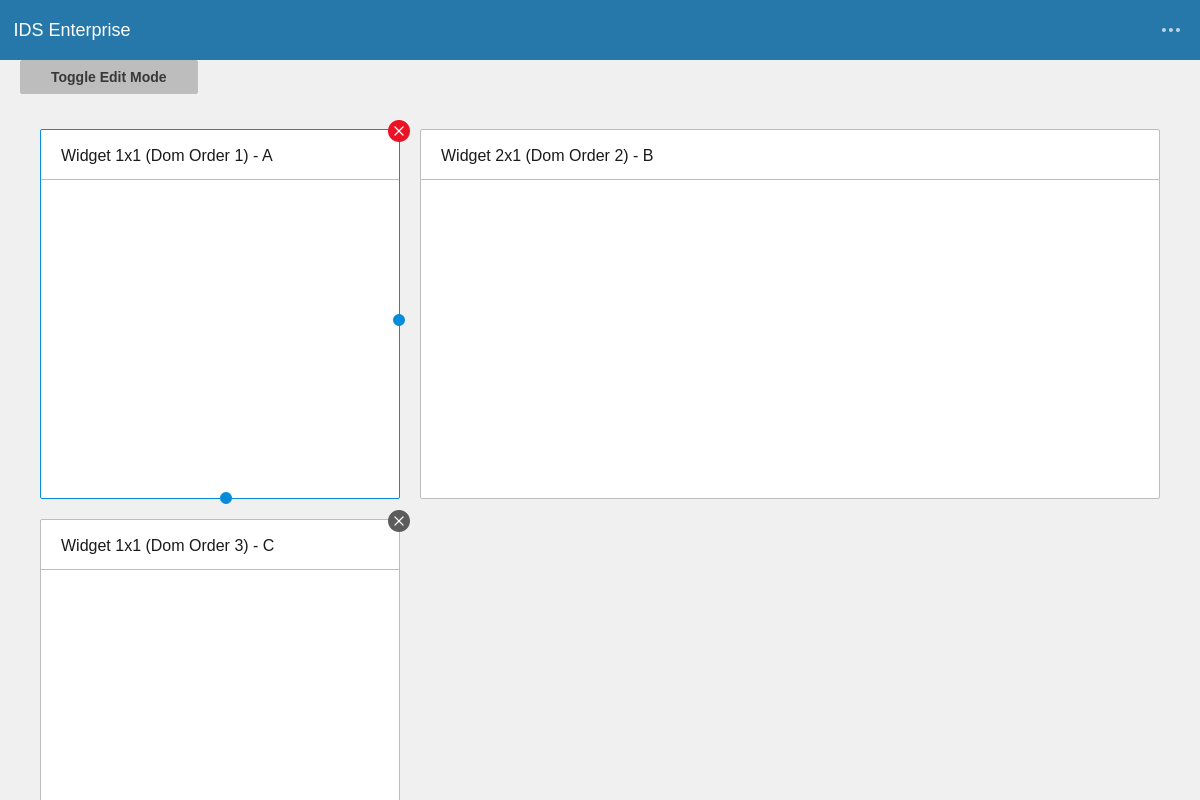 IDS Enterprise
Toggle Edit Mode
Widget 1x1 (Dom Order 1) - A
Widget 2x1 (Dom Order 2) - B
Widget 1x1 (Dom Order 3) - C